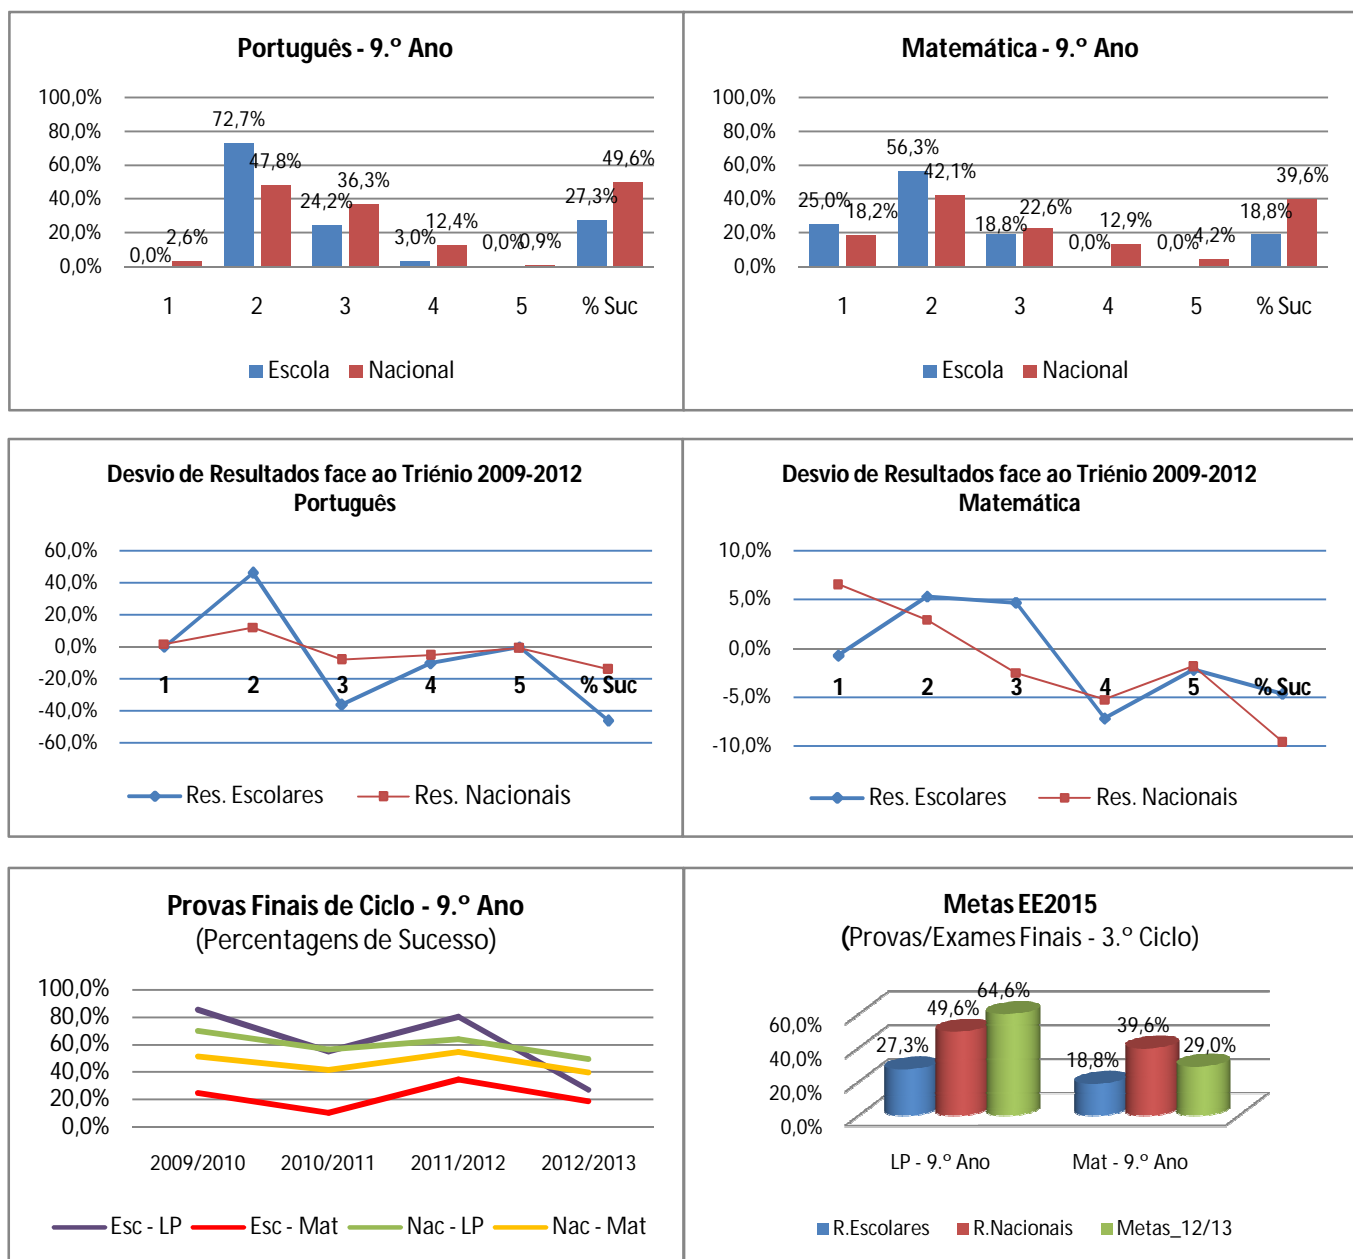 Português - 9.º Ano
100,0%
80,0%
60,0%
40,0%
20,0%
0,0%
72,7%
47,8%
24,2%
36,3%
3,0%
12,4%
0,0%
2,6%
0,0%
0,9%
27,3%
49,6%
1 2 3 4 5 % Suc
Escola Nacional
Matemática - 9.º Ano
100,0%
80,0%
60,0%
40,0%
20,0%
0,0%
25,0%
18,2%
56,3%
42,1%
18,8%
22,6%
0,0%
12,9%
0,0%
4,2%
18,8%
39,6%
1 2 3 4 5 % Suc
Escola Nacional
Desvio de Resultados face ao Triénio 2009-2012
Português
60,0%
40,0%
20,0%
0,0%
-20,0%
-40,0%
-60,0%
1 2 3 4 5 % Suc
Res. Escolares Res. Nacionais
Desvio de Resultados face ao Triénio 2009-2012
Matemática
10,0%
5,0%
0,0%
-5,0%
-10,0%
1 2 3 4 5 % Suc
Res. Escolares Res. Nacionais
Provas Finais de Ciclo - 9.º Ano
(Percentagens de Sucesso)
100,0%
80,0%
60,0%
40,0%
20,0%
0,0%
2009/2010 2010/2011 2011/2012 2012/2013
Esc - LP Esc - Mat Nac - LP Nac - Mat
Metas EE2015
(Provas/Exames Finais - 3.º Ciclo)
60,0%
40,0%
20,0%
0,0%
27,3%
49,6%
64,6%
18,8%
39,6%
29,0%
LP - 9.º Ano Mat - 9.º Ano
R.Escolares R.Nacionais Metas_12/13